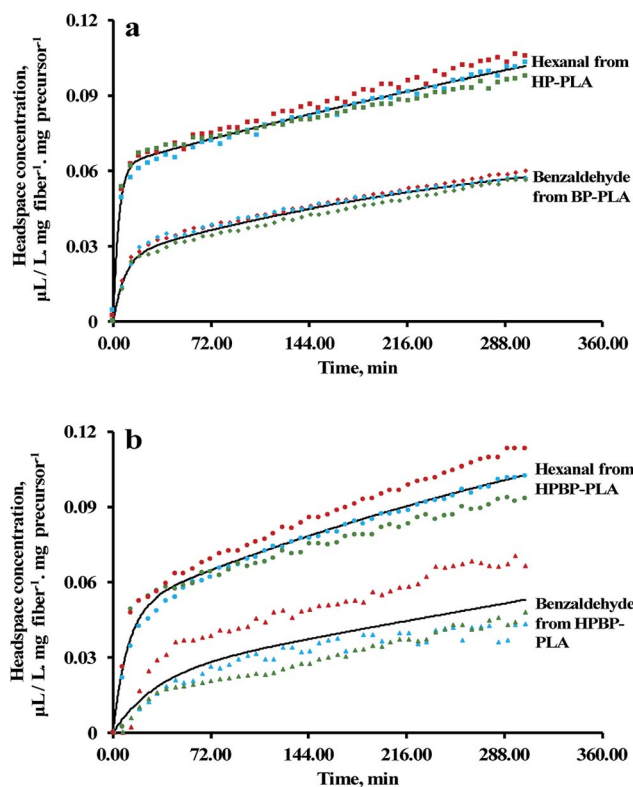 a
Headspace concentration,
µL / L. mg fiber⁻¹. mg precursor⁻¹
0.12
0.09
0.06
0.03
0
Hexanal from
HP-PLA
Benzaldehyde
from BP-PLA
0.00
72.00
144.00
216.00
288.00
360.00
Time, min
b
Headspace concentration,
µL / L. mg fiber⁻¹. mg precursor⁻¹
0.12
0.09
0.06
0.03
0
Hexanal from
HPBP-PLA
Benzaldehyde
from HPBP-
PLA
0.00
72.00
144.00
216.00
288.00
360.00
Time, min